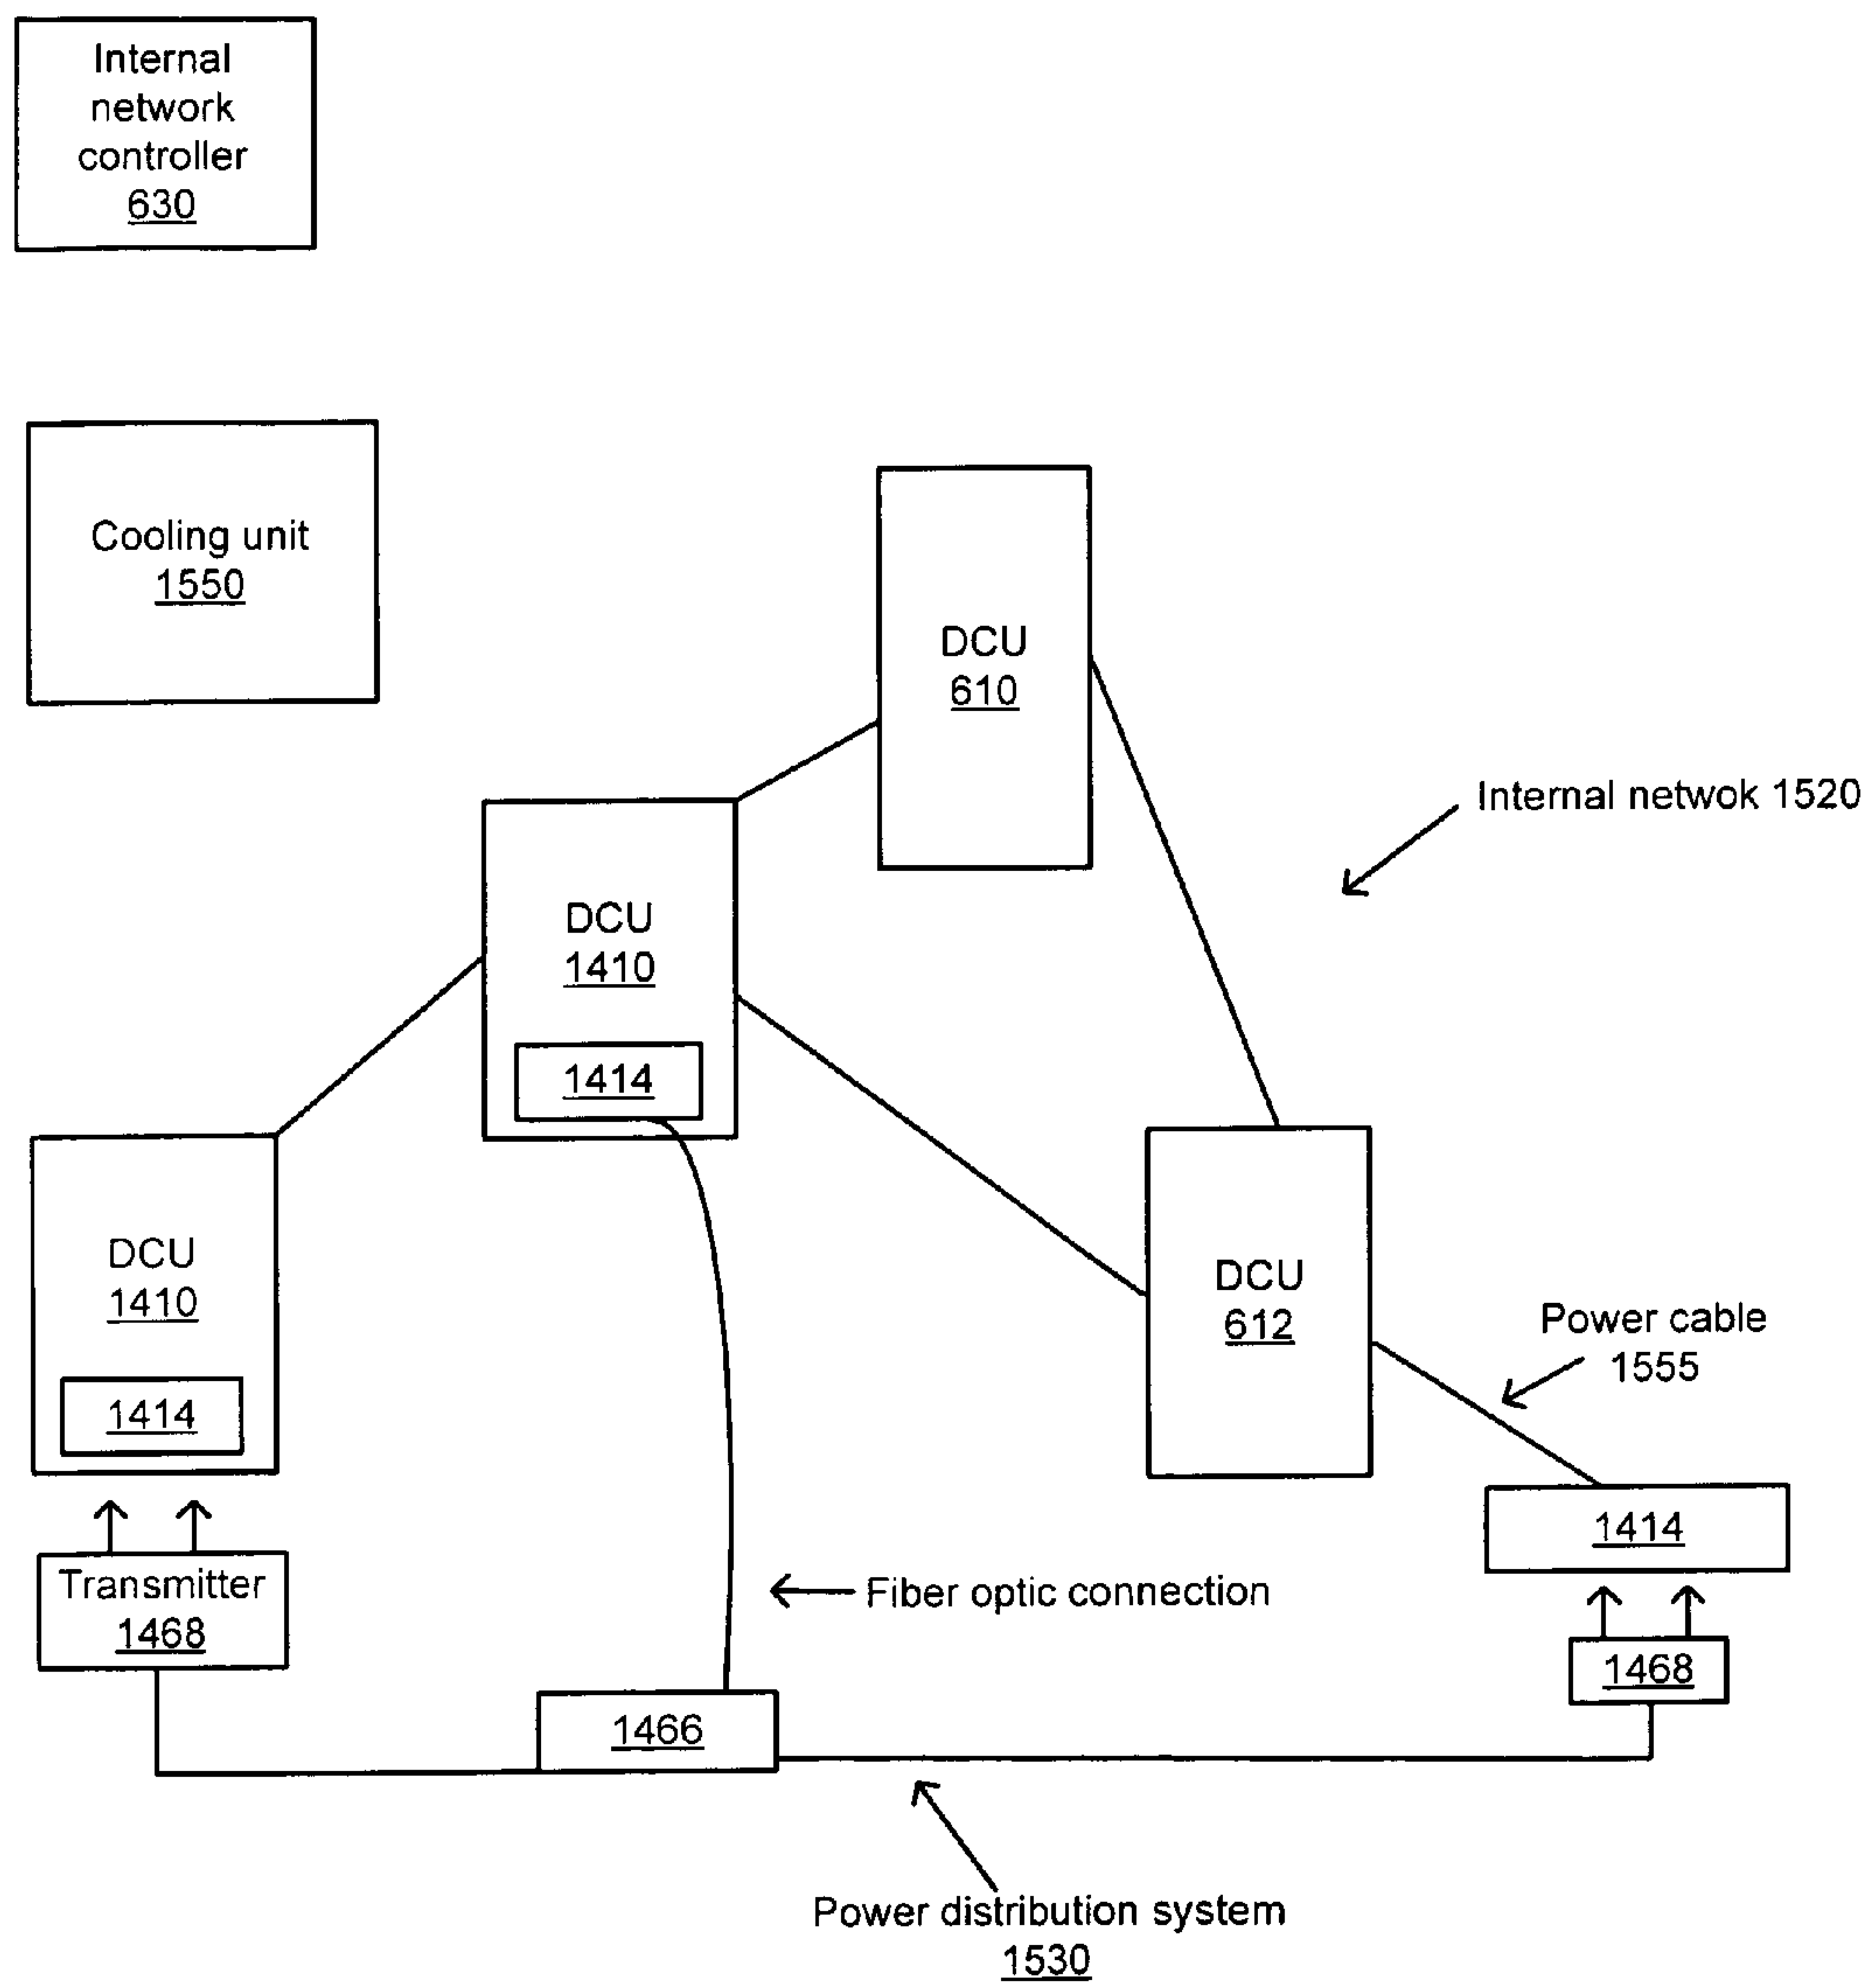 Internal
network
controller
630
Cooling unit
1550
DCU
610
Internal netwok 1520
DCU
1410
1414
DCU
1410
1414
DCU
612
Power cable
1555
1414
Transmitter
1468
Fiber optic connection
1468
1466
Power distribution system
1530